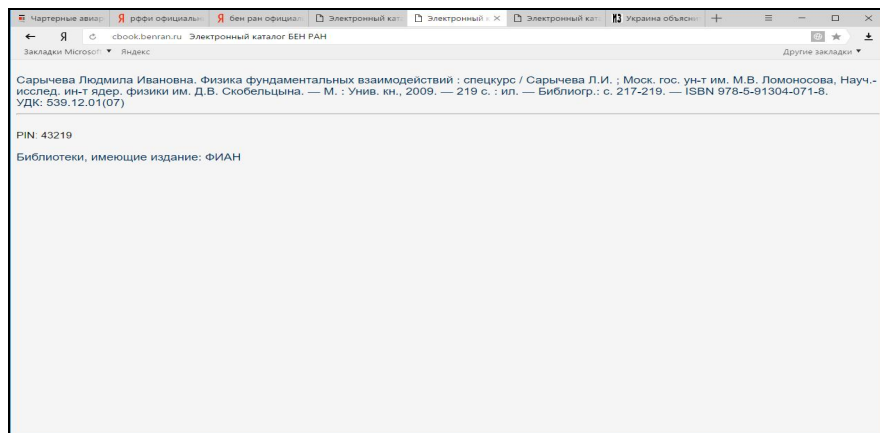 Чартерные авиар
рффи официальн
бен ран официал
Электронный ката
Электронный к
Электронный ката
Украина объясни
Я
cbook.benran.ru Электронный каталог БЕН РАН
Закладки Microsoft
Яндекс
Другие закладки
Сарычева Людмила Ивановна. Физика фундаментальных взаимодействий : спецкурс / Сарычева Л.И. ; Моск. гос. ун-т им. М.В. Ломоносова, Науч.-
исслед. ин-т ядер. физики им. Д.В. Скобельцына. — М. : Унив. кн., 2009. — 219 с. : ил. — Библиогр.: с. 217-219. — ISBN 978-5-91304-071-8.
УДК: 539.12.01(07)
PIN: 43219
Библиотеки, имеющие издание: ФИАН